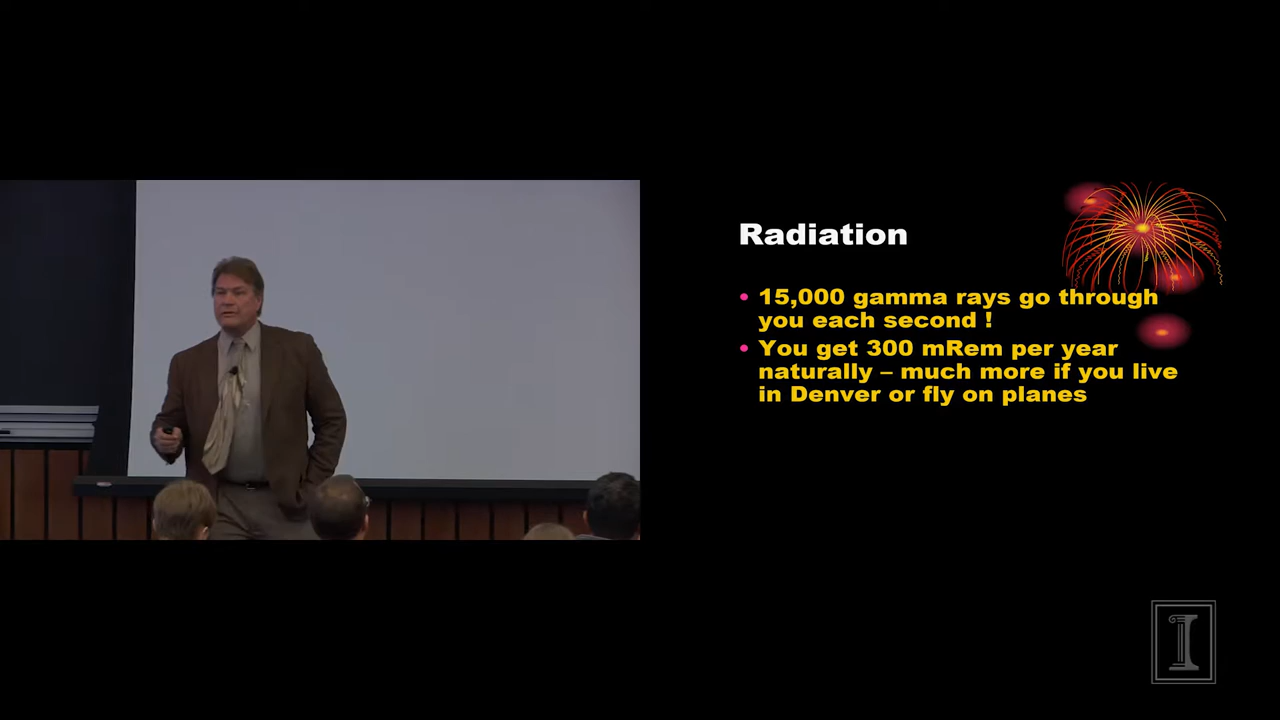 Radiation
• 15,000 gamma rays go through
you each second !
• You get 300 mRem per year
naturally – much more if you live
in Denver or fly on planes
I